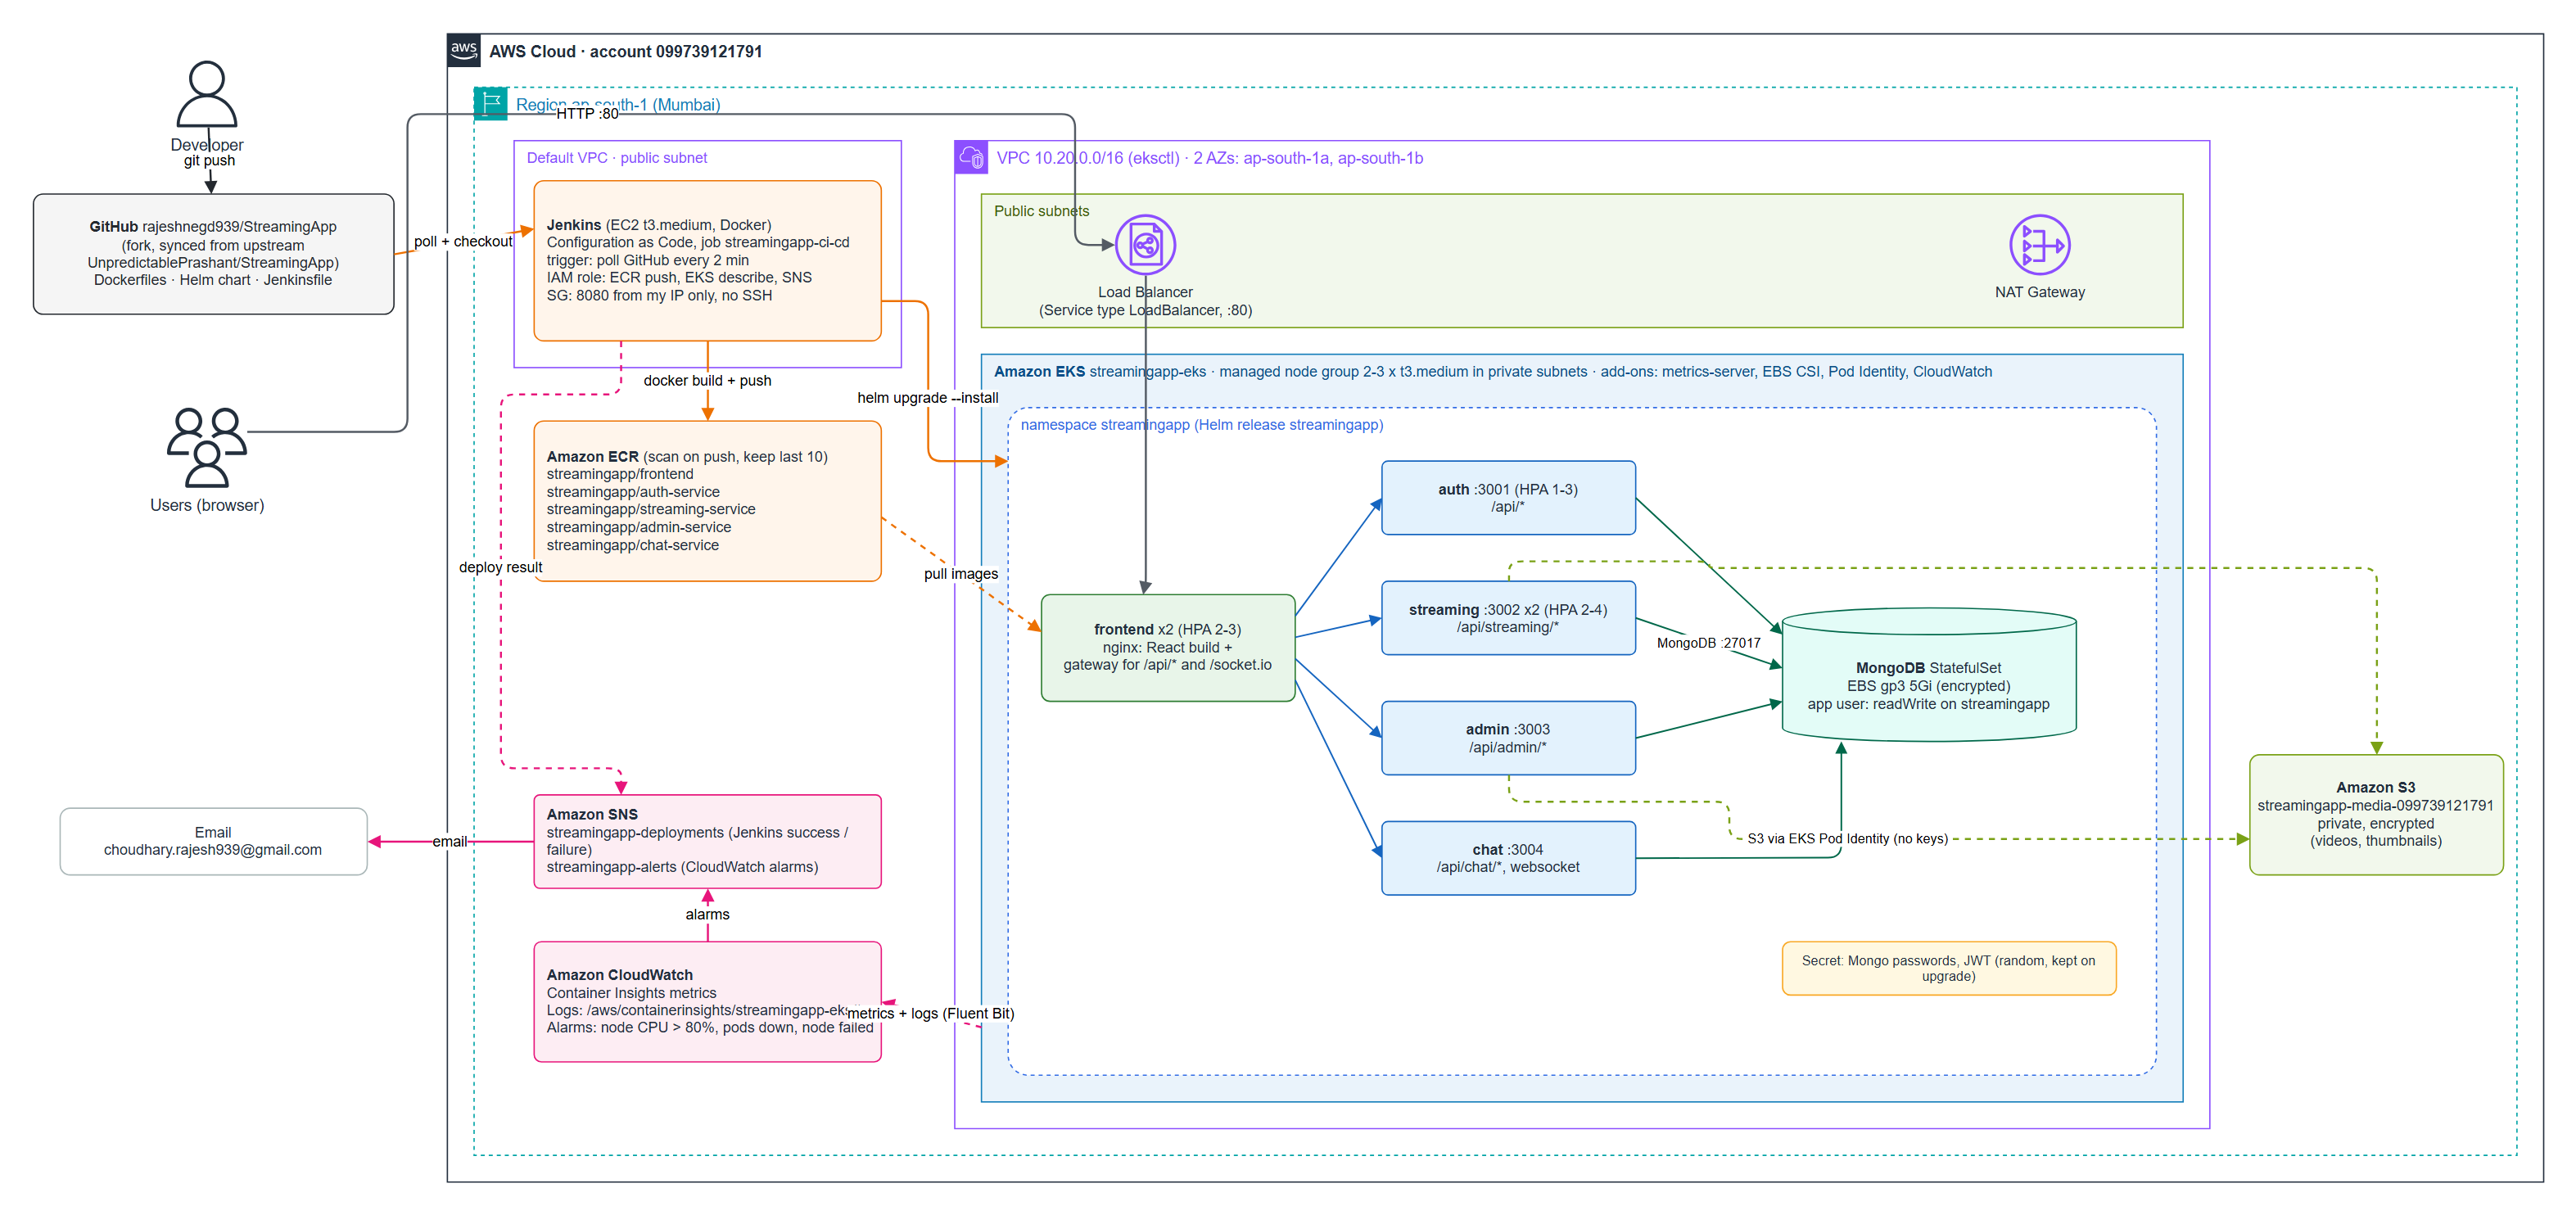 aws
AWS Cloud · account 099739121791
Region ap-south-1 (Mumbai)
HTTP :80
Developer
git push
GitHub rajeshnegd939/StreamingApp
(fork, synced from upstream
UnpredictablePrashant/StreamingApp)
Dockerfiles · Helm chart · Jenkinsfile
poll + checkout
Users (browser)
Default VPC · public subnet
Jenkins (EC2 t3.medium, Docker)
Configuration as Code, job streamingapp-ci-cd
trigger: poll GitHub every 2 min
IAM role: ECR push, EKS describe, SNS
SG: 8080 from my IP only, no SSH
docker build + push
helm upgrade --install
Amazon ECR (scan on push, keep last 10)
streamingapp/frontend
streamingapp/auth-service
streamingapp/streaming-service
streamingapp/admin-service
streamingapp/chat-service
deploy result
pull images
Amazon SNS
streamingapp-deployments (Jenkins success /
failure)
streamingapp-alerts (CloudWatch alarms)
email
Email
choudhary.rajesh939@gmail.com
alarms
Amazon CloudWatch
Container Insights metrics
Logs: /aws/containerinsights/streamingapp-eks
Alarms: node CPU > 80%, pods down, node failed
metrics + logs (Fluent Bit)
VPC 10.20.0.0/16 (eksctl) · 2 AZs: ap-south-1a, ap-south-1b
Public subnets
Load Balancer
(Service type LoadBalancer, :80)
NAT Gateway
Amazon EKS streamingapp-eks · managed node group 2-3 x t3.medium in private subnets · add-ons: metrics-server, EBS CSI, Pod Identity, CloudWatch
namespace streamingapp (Helm release streamingapp)
frontend x2 (HPA 2-3)
nginx: React build +
gateway for /api/* and /socket.io
auth :3001 (HPA 1-3)
/api/*
streaming :3002 x2 (HPA 2-4)
/api/streaming/*
admin :3003
/api/admin/*
chat :3004
/api/chat/*, websocket
MongoDB :27017
MongoDB StatefulSet
EBS gp3 5Gi (encrypted)
app user: readWrite on streamingapp
S3 via EKS Pod Identity (no keys)
Secret: Mongo passwords, JWT (random, kept on
upgrade)
Amazon S3
streamingapp-media-099739121791
private, encrypted
(videos, thumbnails)